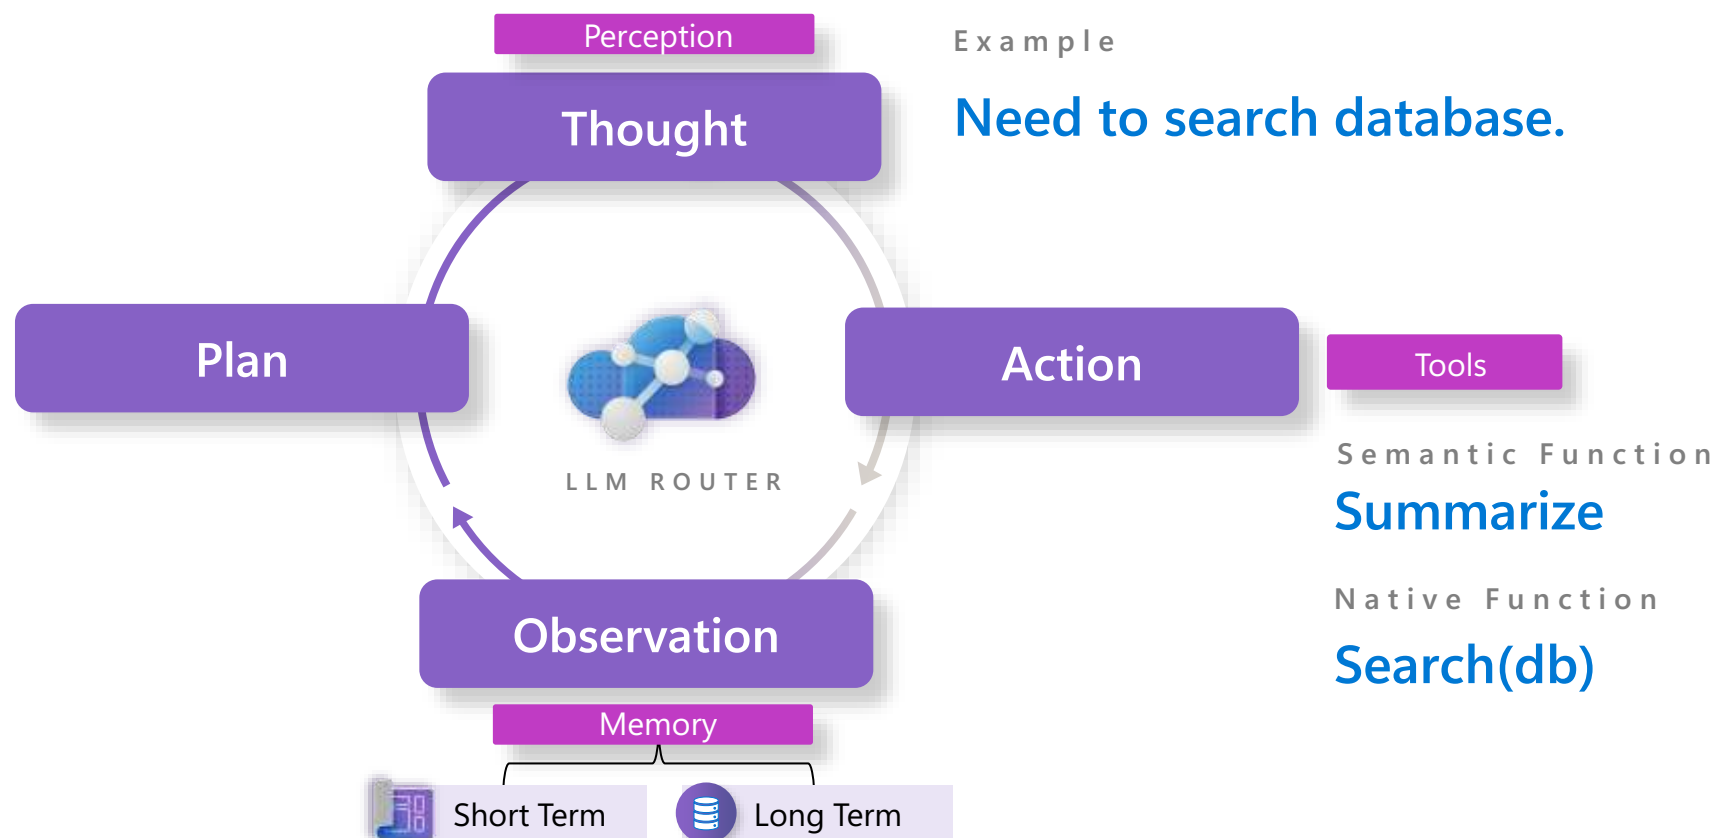 Perception
Example
Thought
Need to search database.
Plan
Action
Tools
LLM ROUTER
Semantic Function
Summarize
Native Function
Search(db)
Observation
Memory
Short Term
Long Term